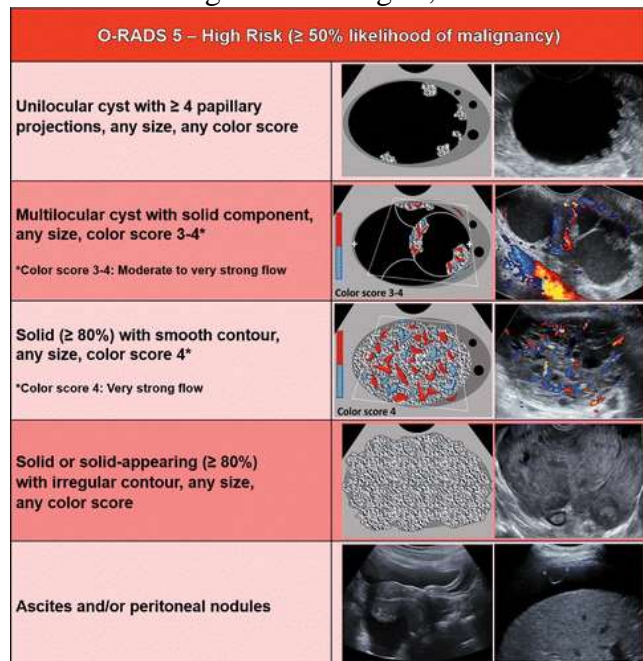 O-RADS 5 – High Risk (≥ 50% likelihood of malignancy)
Unilocular cyst with ≥ 4 papillary
projections, any size, any color score
Multilocular cyst with solid component,
any size, color score 3-4*
*Color score 3-4: Moderate to very strong flow
Color score 3-4
Solid (≥ 80%) with smooth contour,
any size, color score 4*
*Color score 4: Very strong flow
Color score 4
Solid or solid-appearing (≥ 80%)
with irregular contour, any size,
any color score
Ascites and/or peritoneal nodules